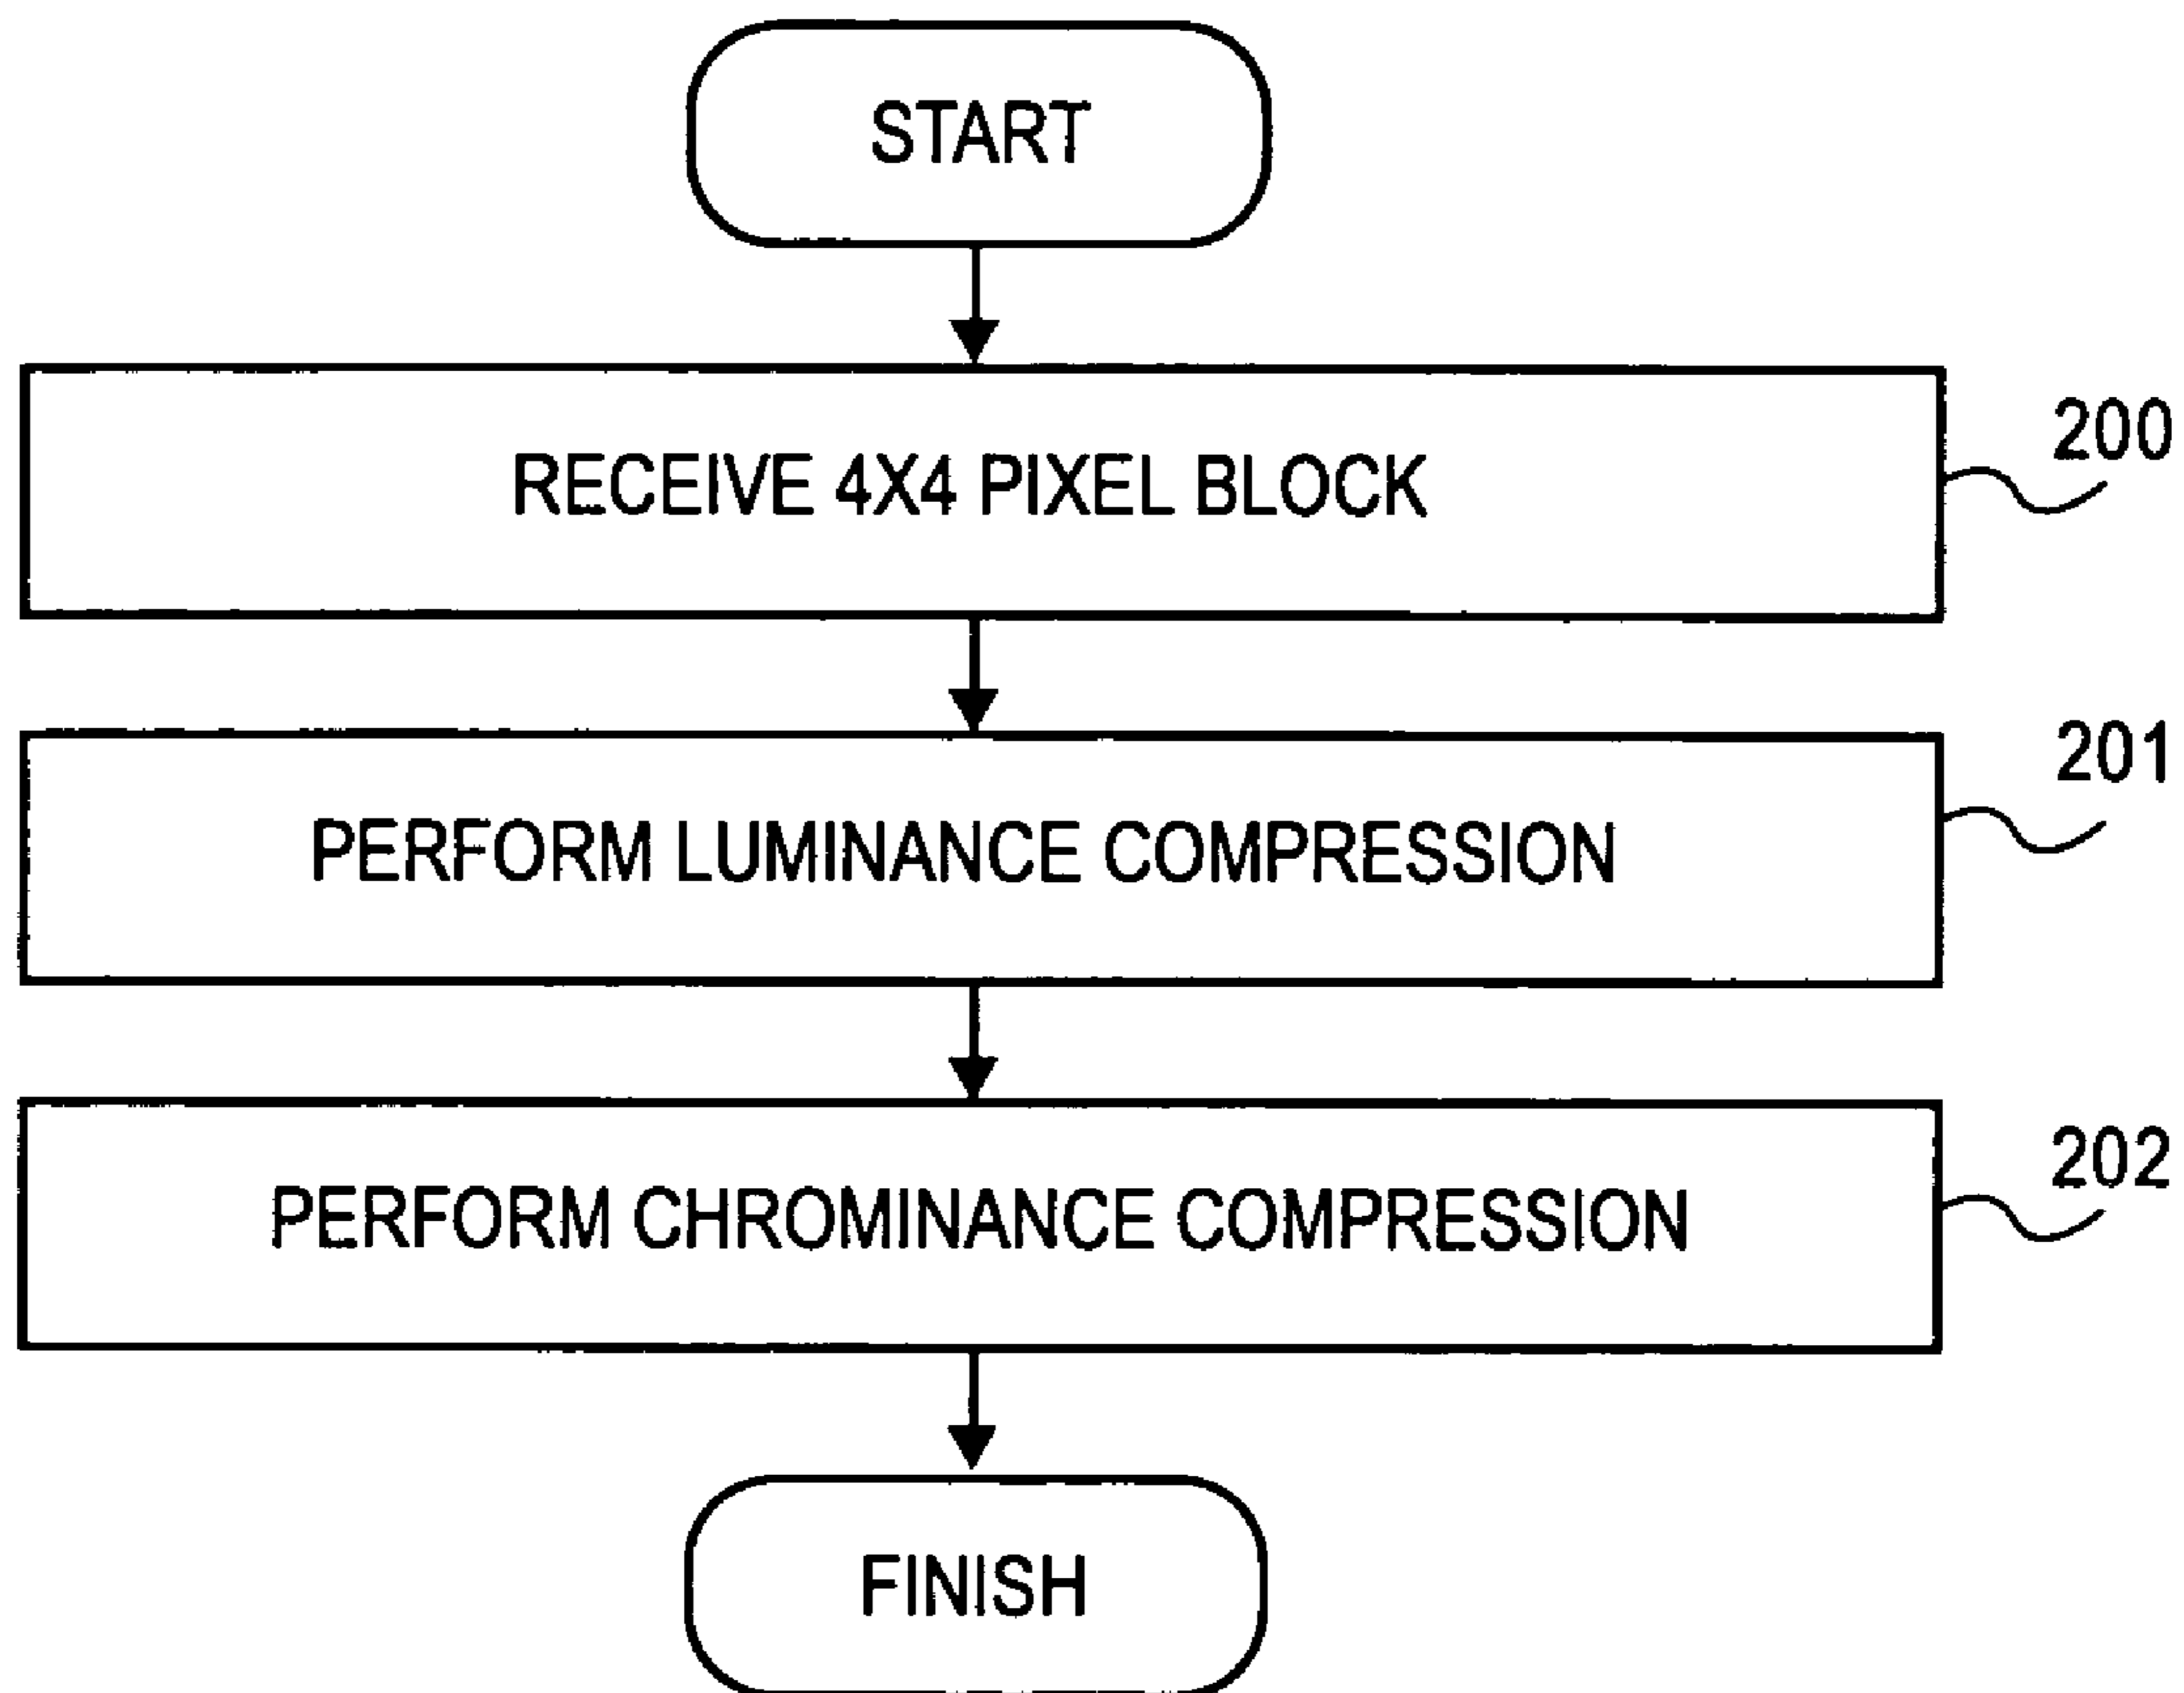 START
RECEIVE 4X4 PIXEL BLOCK
200
PERFORM LUMINANCE COMPRESSION
201
PERFORM CHROMINANCE COMPRESSION
202
FINISH